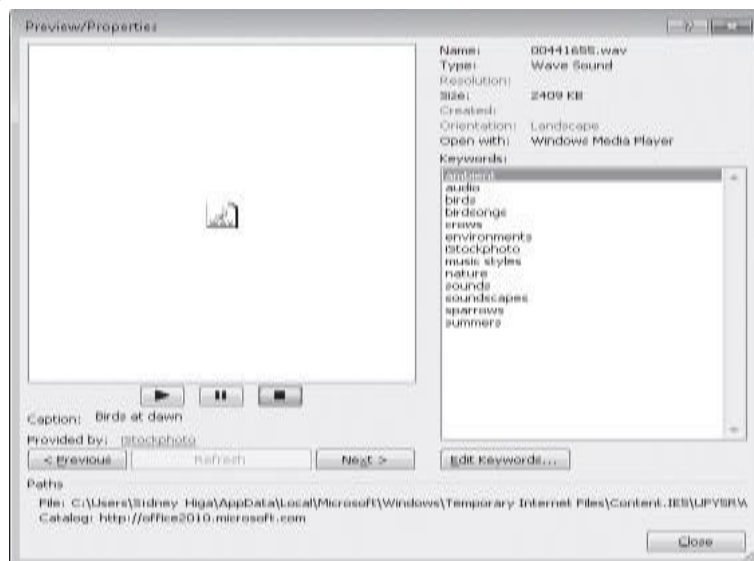 Preview/Properties
Name: 00441655.wav
Type: Wave Sound
Resolution:
Size: 2409 KB
Created:
Orientation: Landscape
Open with: Windows Media Player
Keywords:
ambient
audio
birds
birdsongs
crows
environments
iStockphoto
music styles
nature
sounds
soundscapes
sparrows
summers
Caption: Birds at dawn
Provided by: iStockphoto
< Previous Refresh Next > Edit Keywords...
Paths
File: C:\Users\Sidney Higa\AppData\Local\Microsoft\Windows\Temporary Internet Files\Content.IE5\
Catalog: http://office2010.microsoft.com
Close